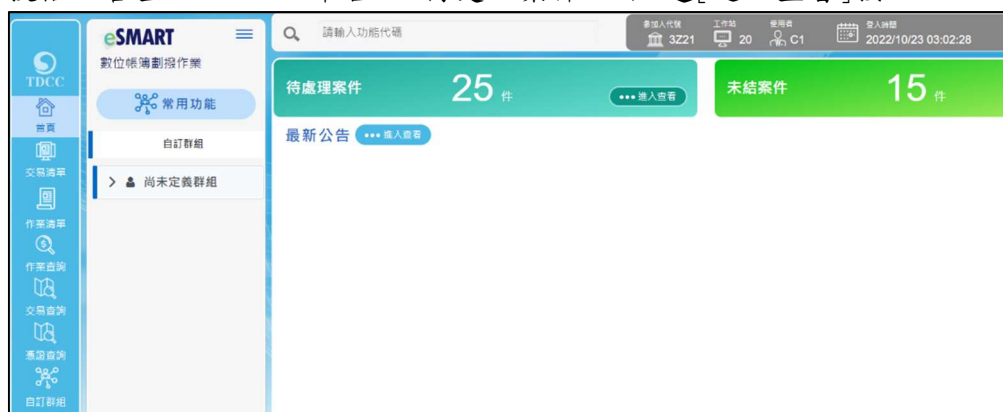 TDCC
首頁
交易清單
作業清單
作業查詢
交易查詢
憑證查詢
自訂群組
eSMART
數位帳簿劃撥作業
常用功能
自訂群組
尚未定義群組
請輸入功能代碼
參加人代號
3Z21
工作站
20
使用者
C1
登入時間
2022/10/23 03:02:28
待處理案件
25 件
進入查看
未結案件
15 件
最新公告
進入查看